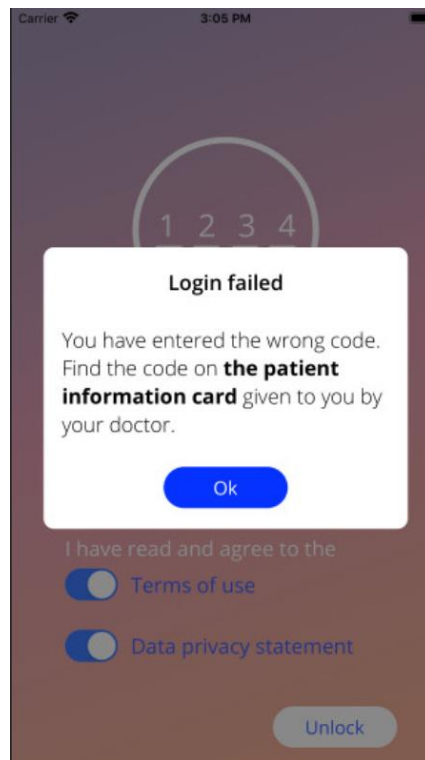 Carrier 3:05 PM
1 2 3 4
Login failed
You have entered the wrong code.
Find the code on the patient
information card given to you by
your doctor.
Ok
I have read and agree to the
Terms of use
Data privacy statement
Unlock